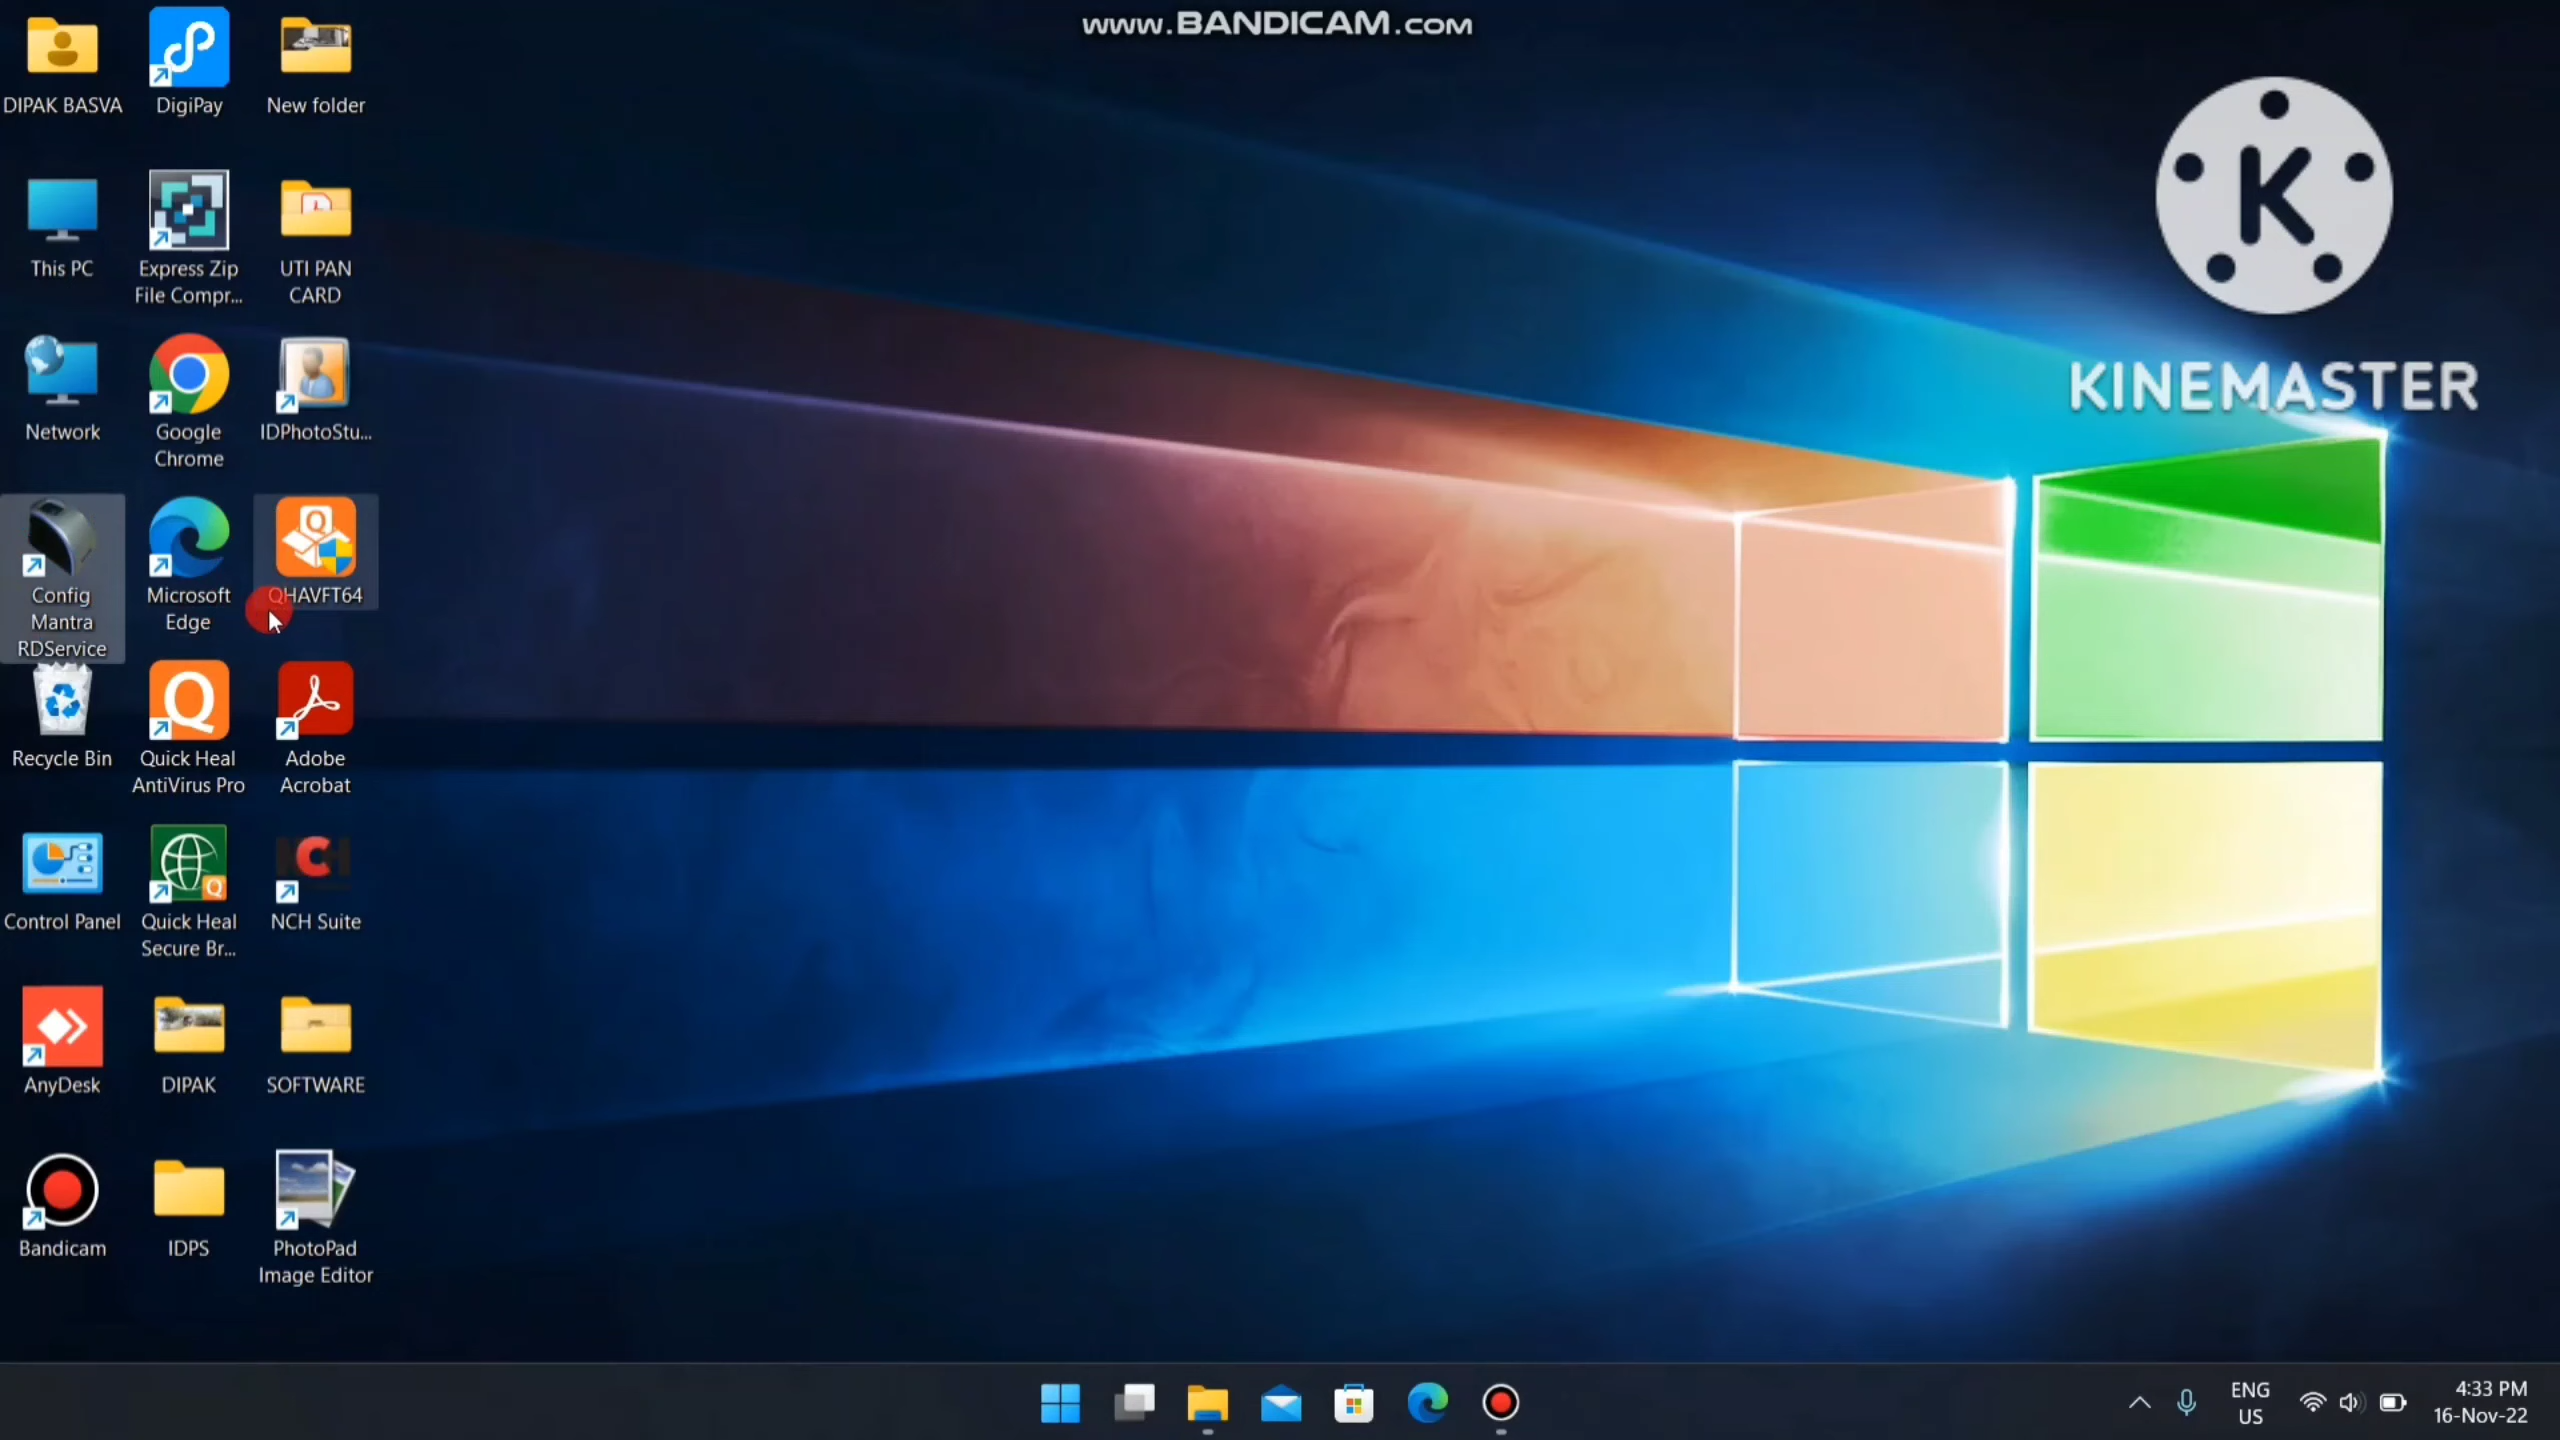 www.BANDICAM.com
K
KINEMASTER
DIPAK BASVA
DigiPay
New folder
This PC
Express Zip
File Compr...
UTI PAN
CARD
Network
Google
Chrome
IDPhotoStu...
Config
Mantra
RDService
Microsoft
Edge
QHAVFT64
Recycle Bin
Quick Heal
AntiVirus Pro
Adobe
Acrobat
Control Panel
Quick Heal
Secure Br...
NCH Suite
AnyDesk
DIPAK
SOFTWARE
Bandicam
IDPS
PhotoPad
Image Editor
ENG
US
4:33 PM
16-Nov-22